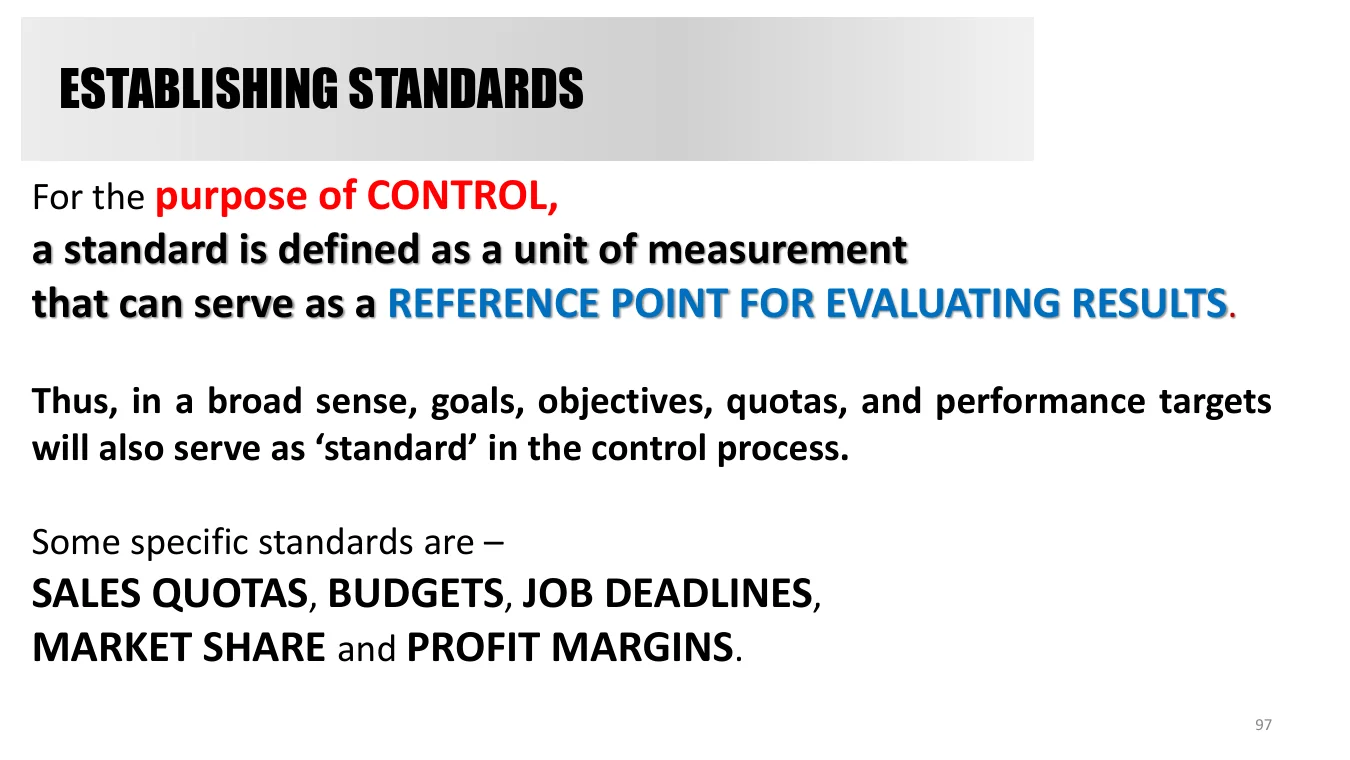 ESTABLISHING STANDARDS
For the purpose of CONTROL,
a standard is defined as a unit of measurement
that can serve as a REFERENCE POINT FOR EVALUATING RESULTS.
Thus, in a broad sense, goals, objectives, quotas, and performance targets
will also serve as ‘standard’ in the control process.
Some specific standards are –
SALES QUOTAS, BUDGETS, JOB DEADLINES,
MARKET SHARE and PROFIT MARGINS.
97